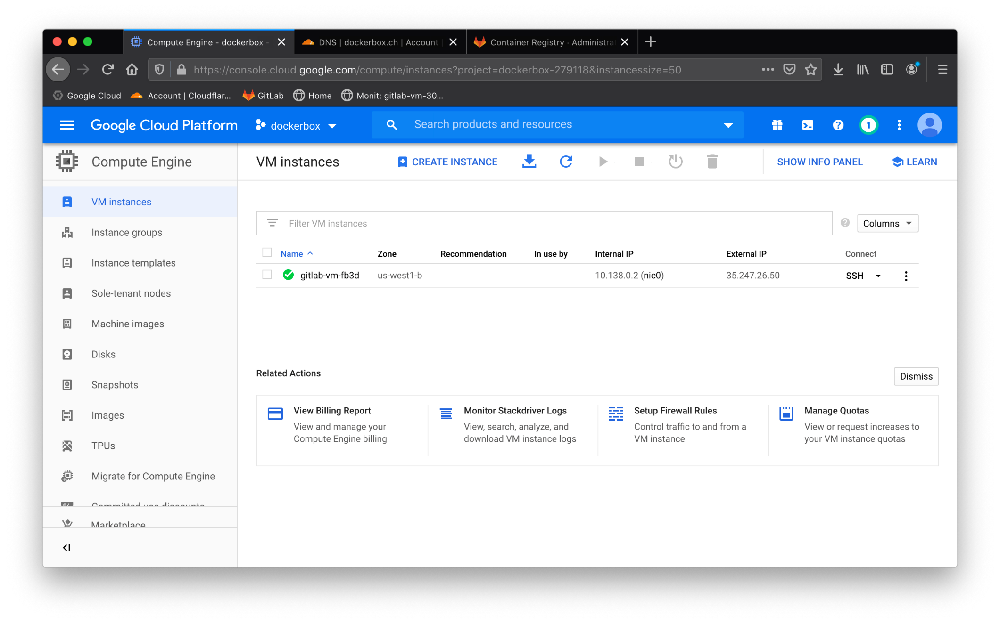 Compute Engine - dockerbox -
DNS | dockerbox.ch | Account |
Container Registry · Administrat
https://console.cloud.google.com/compute/instances?project=dockerbox-279118&instancessize=50
Google Cloud
Account | Cloudflar...
GitLab
Home
Monit: gitlab-vm-30...
Google Cloud Platform
dockerbox
Search products and resources
1
Compute Engine
VM instances
CREATE INSTANCE
SHOW INFO PANEL
LEARN
VM instances
Instance groups
Instance templates
Sole-tenant nodes
Machine images
Disks
Snapshots
Images
TPUs
Migrate for Compute Engine
Committed use discounts
Marketplace
Filter VM instances
Columns
Name Zone Recommendation In use by Internal IP External IP Connect
gitlab-vm-fb3d us-west1-b 10.138.0.2 (nic0) 35.247.26.50 SSH
Related Actions
Dismiss
View Billing Report
View and manage your
Compute Engine billing
Monitor Stackdriver Logs
View, search, analyze, and
download VM instance logs
Setup Firewall Rules
Control traffic to and from a
VM instance
Manage Quotas
View or request increases to
your VM instance quotas